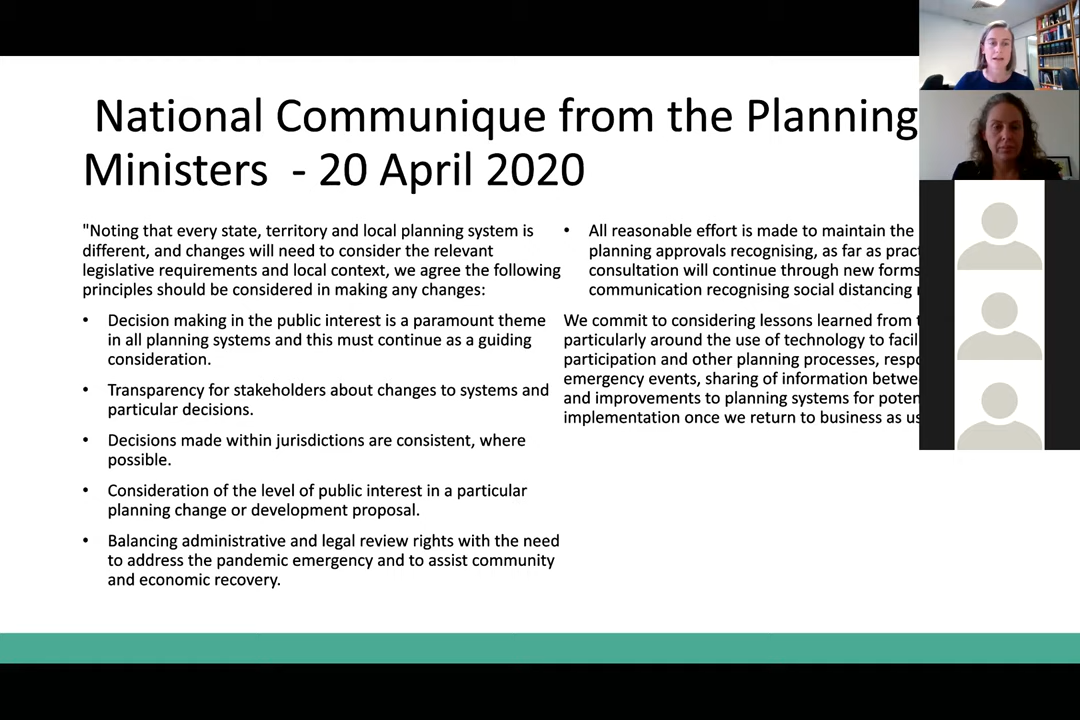 National Communique from the Planning
Ministers - 20 April 2020
"Noting that every state, territory and local planning system is
different, and changes will need to consider the relevant
legislative requirements and local context, we agree the following
principles should be considered in making any changes:
• Decision making in the public interest is a paramount theme
in all planning systems and this must continue as a guiding
consideration.
• Transparency for stakeholders about changes to systems and
particular decisions.
• Decisions made within jurisdictions are consistent, where
possible.
• Consideration of the level of public interest in a particular
planning change or development proposal.
• Balancing administrative and legal review rights with the need
to address the pandemic emergency and to assist community
and economic recovery.
• All reasonable effort is made to maintain the
planning approvals recognising, as far as
consultation will continue through new forms
communication recognising social distancing
We commit to considering lessons learned from
particularly around the use of technology to
participation and other planning processes,
emergency events, sharing of information
and improvements to planning systems for
implementation once we return to business as